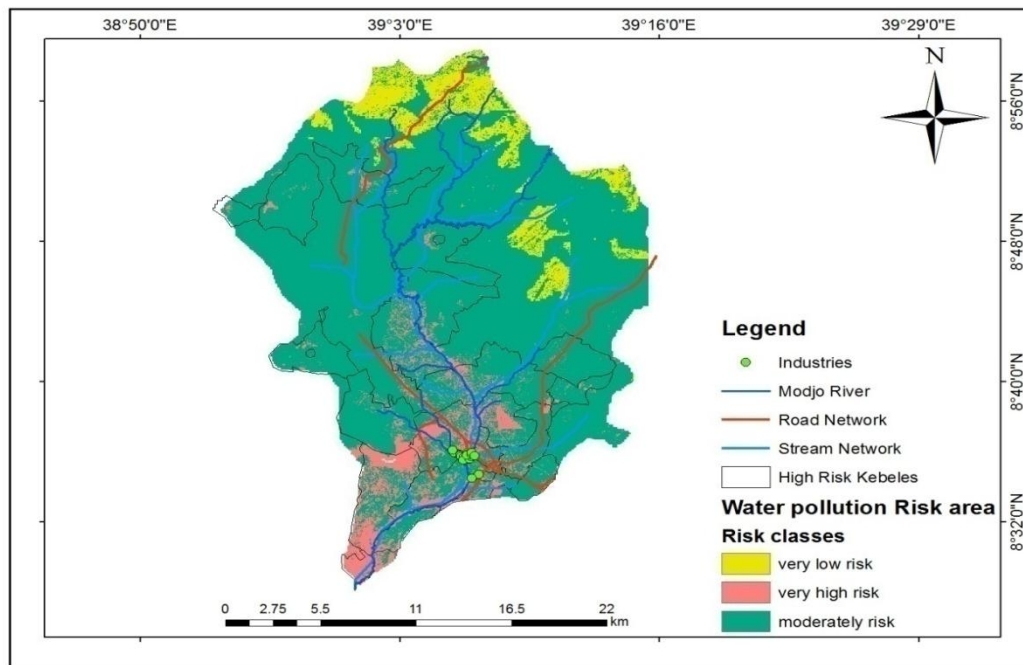 38°50'0"E 39°3'0"E 39°16'0"E 39°29'0"E
N
8°56'0"N
8°48'0"N
8°40'0"N
8°32'0"N
Legend
Industries
Modjo River
Road Network
Stream Network
High Risk Kebeles
Water pollution Risk area
Risk classes
very low risk
very high risk
moderately risk
0 2.75 5.5 11 16.5 22
km